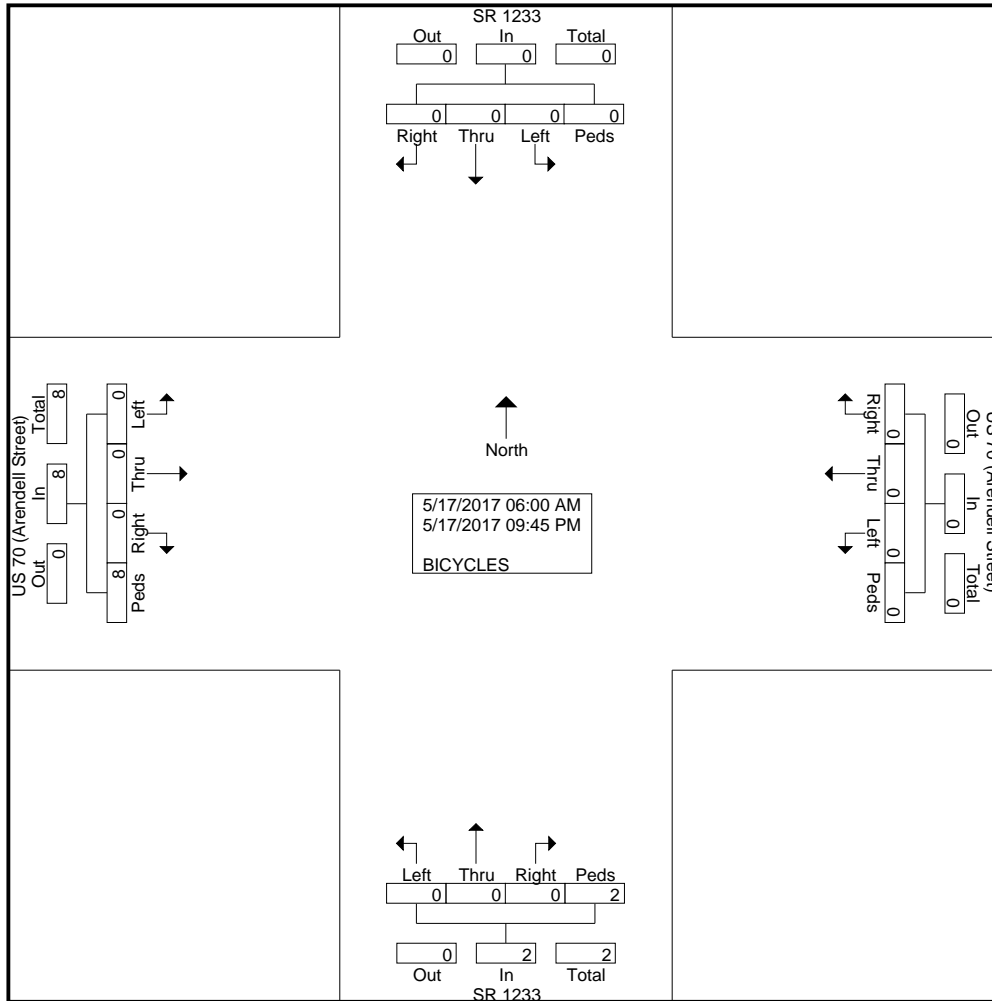 SR 1233
Out In Total
0 0 0
0 0 0 0
Right Thru Left Peds
US 70 (Arendell Street)
Total In Out
8 8 0
0 0 0 8
Left Thru Right Peds
North
5/17/2017 06:00 AM
5/17/2017 09:45 PM
BICYCLES
Right Thru Left Peds
0 0 0 0
0 0 0
Out In Total
US 70 (Arendell Street)
Left Thru Right Peds
0 0 0 2
0 2 2
Out In Total
SR 1233